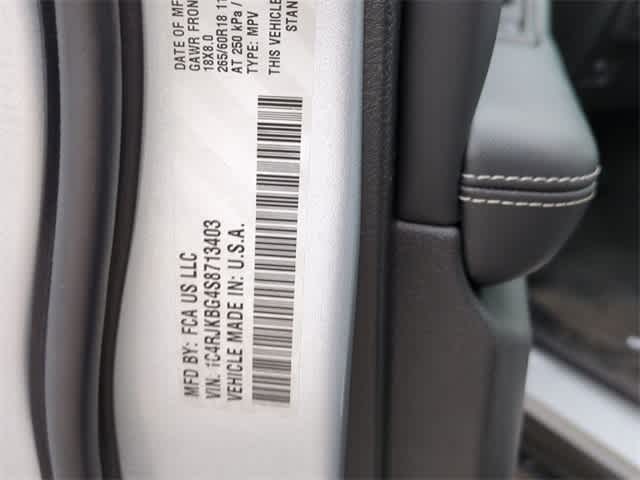 MFD BY: FCA US LLC
VIN: 1C4RJKBG4S8713403
VEHICLE MADE IN: U.S.A.
DATE OF MF
GAWR FRON
18X8.0
265/60R18 11
AT 250 kPa /
TYPE: MPV
THIS VEHICLE
STAN